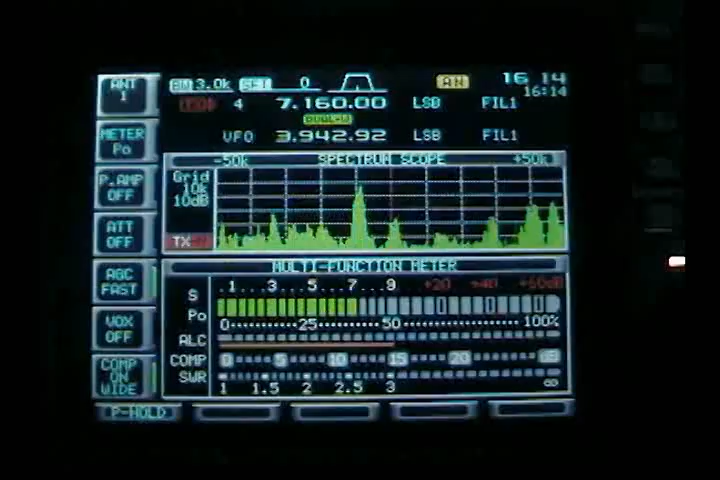 ANT
1
METER
Po
P.AMP
OFF
ATT
OFF
AGC
FAST
VOX
OFF
COMP
ON
WIDE
BW 3.0k SFT 0 AN 16 14
16:14
4 7.160.00 LSB FIL1
DUAL-W
VFO 3.942.92 LSB FIL1
-50k SPECTRUM SCOPE +50k
Grid
10k
10dB
TX
MULTI-FUNCTION METER
S .1...3...5...7...9 +20 +40 +60dB
Po
0 25 50 100%
ALC
COMP 0 5 10 15 20
SWR
1 1.5 2 2.5 3 ∞
P-HOLD